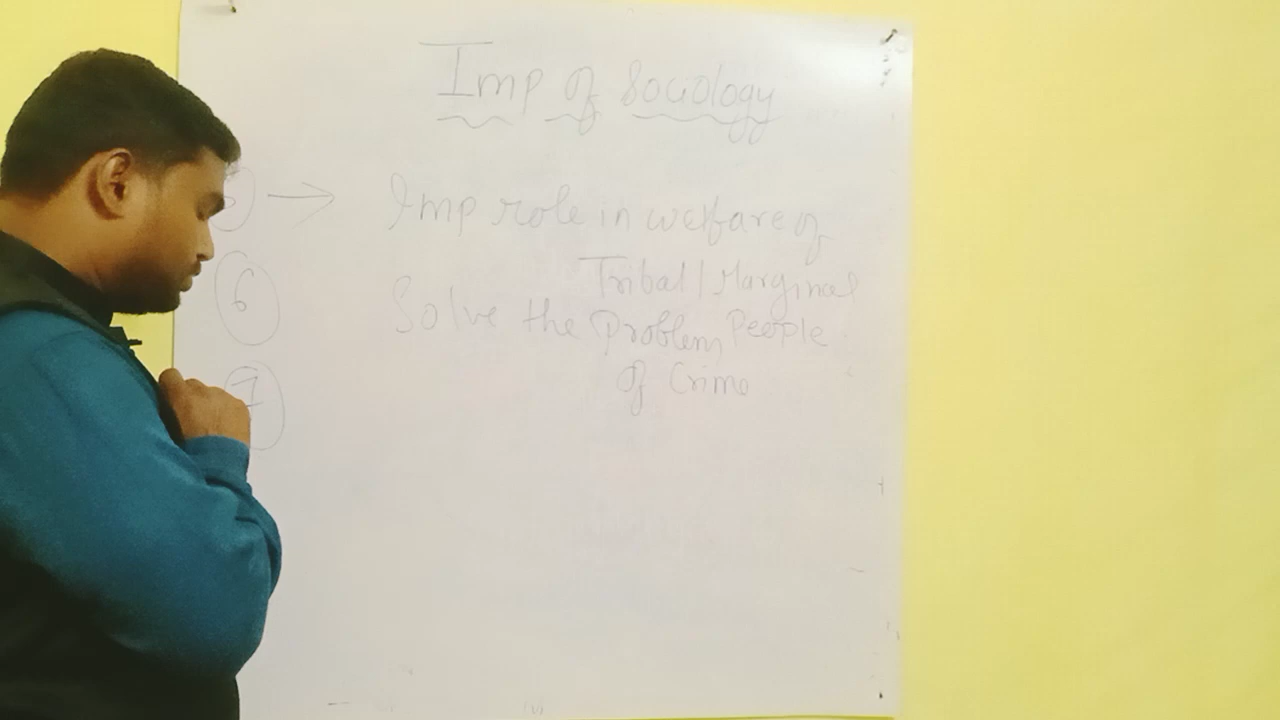 Imp of Sociology
→ Imp role in welfare of
Tribal / Marginal
People
6 Solve the Problem
of Crime
7